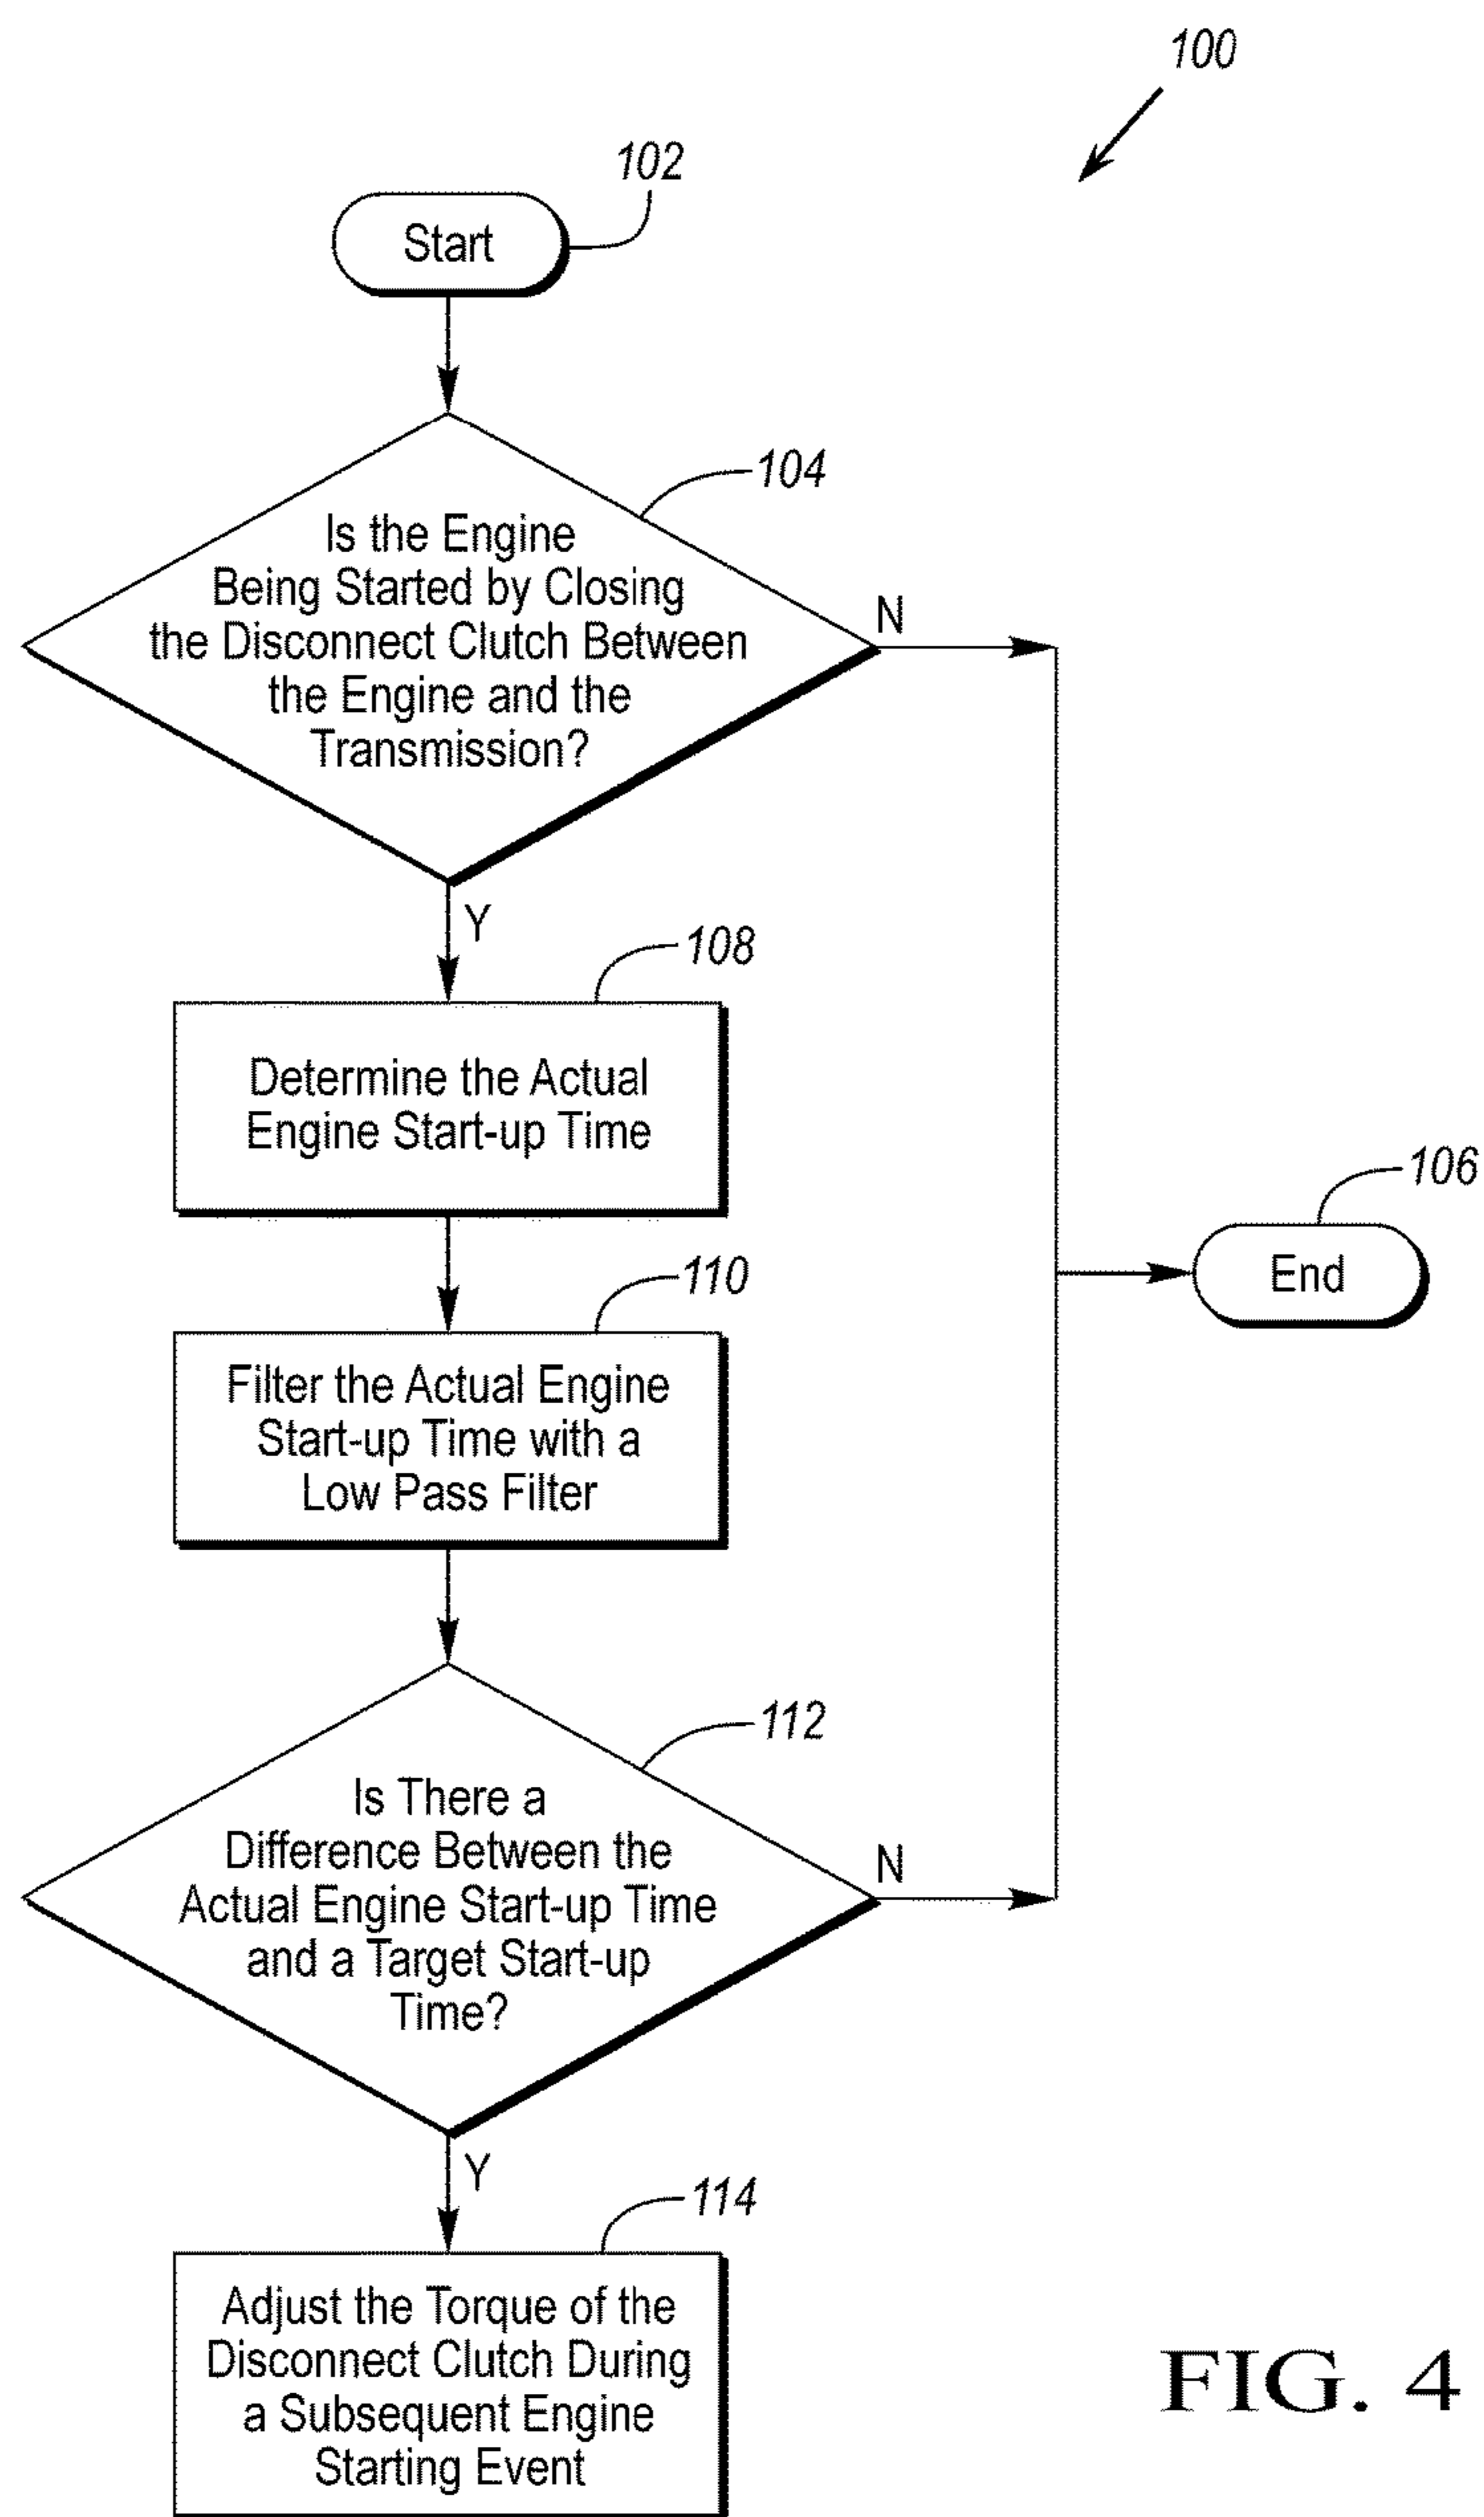 100
102
Start
104
Is the Engine
Being Started by Closing
the Disconnect Clutch Between
the Engine and the
Transmission?
N
Y
108
Determine the Actual
Engine Start-up Time
106
End
110
Filter the Actual Engine
Start-up Time with a
Low Pass Filter
112
Is There a
Difference Between the
Actual Engine Start-up Time
and a Target Start-up
Time?
N
Y
114
Adjust the Torque of the
Disconnect Clutch During
a Subsequent Engine
Starting Event
FIG. 4